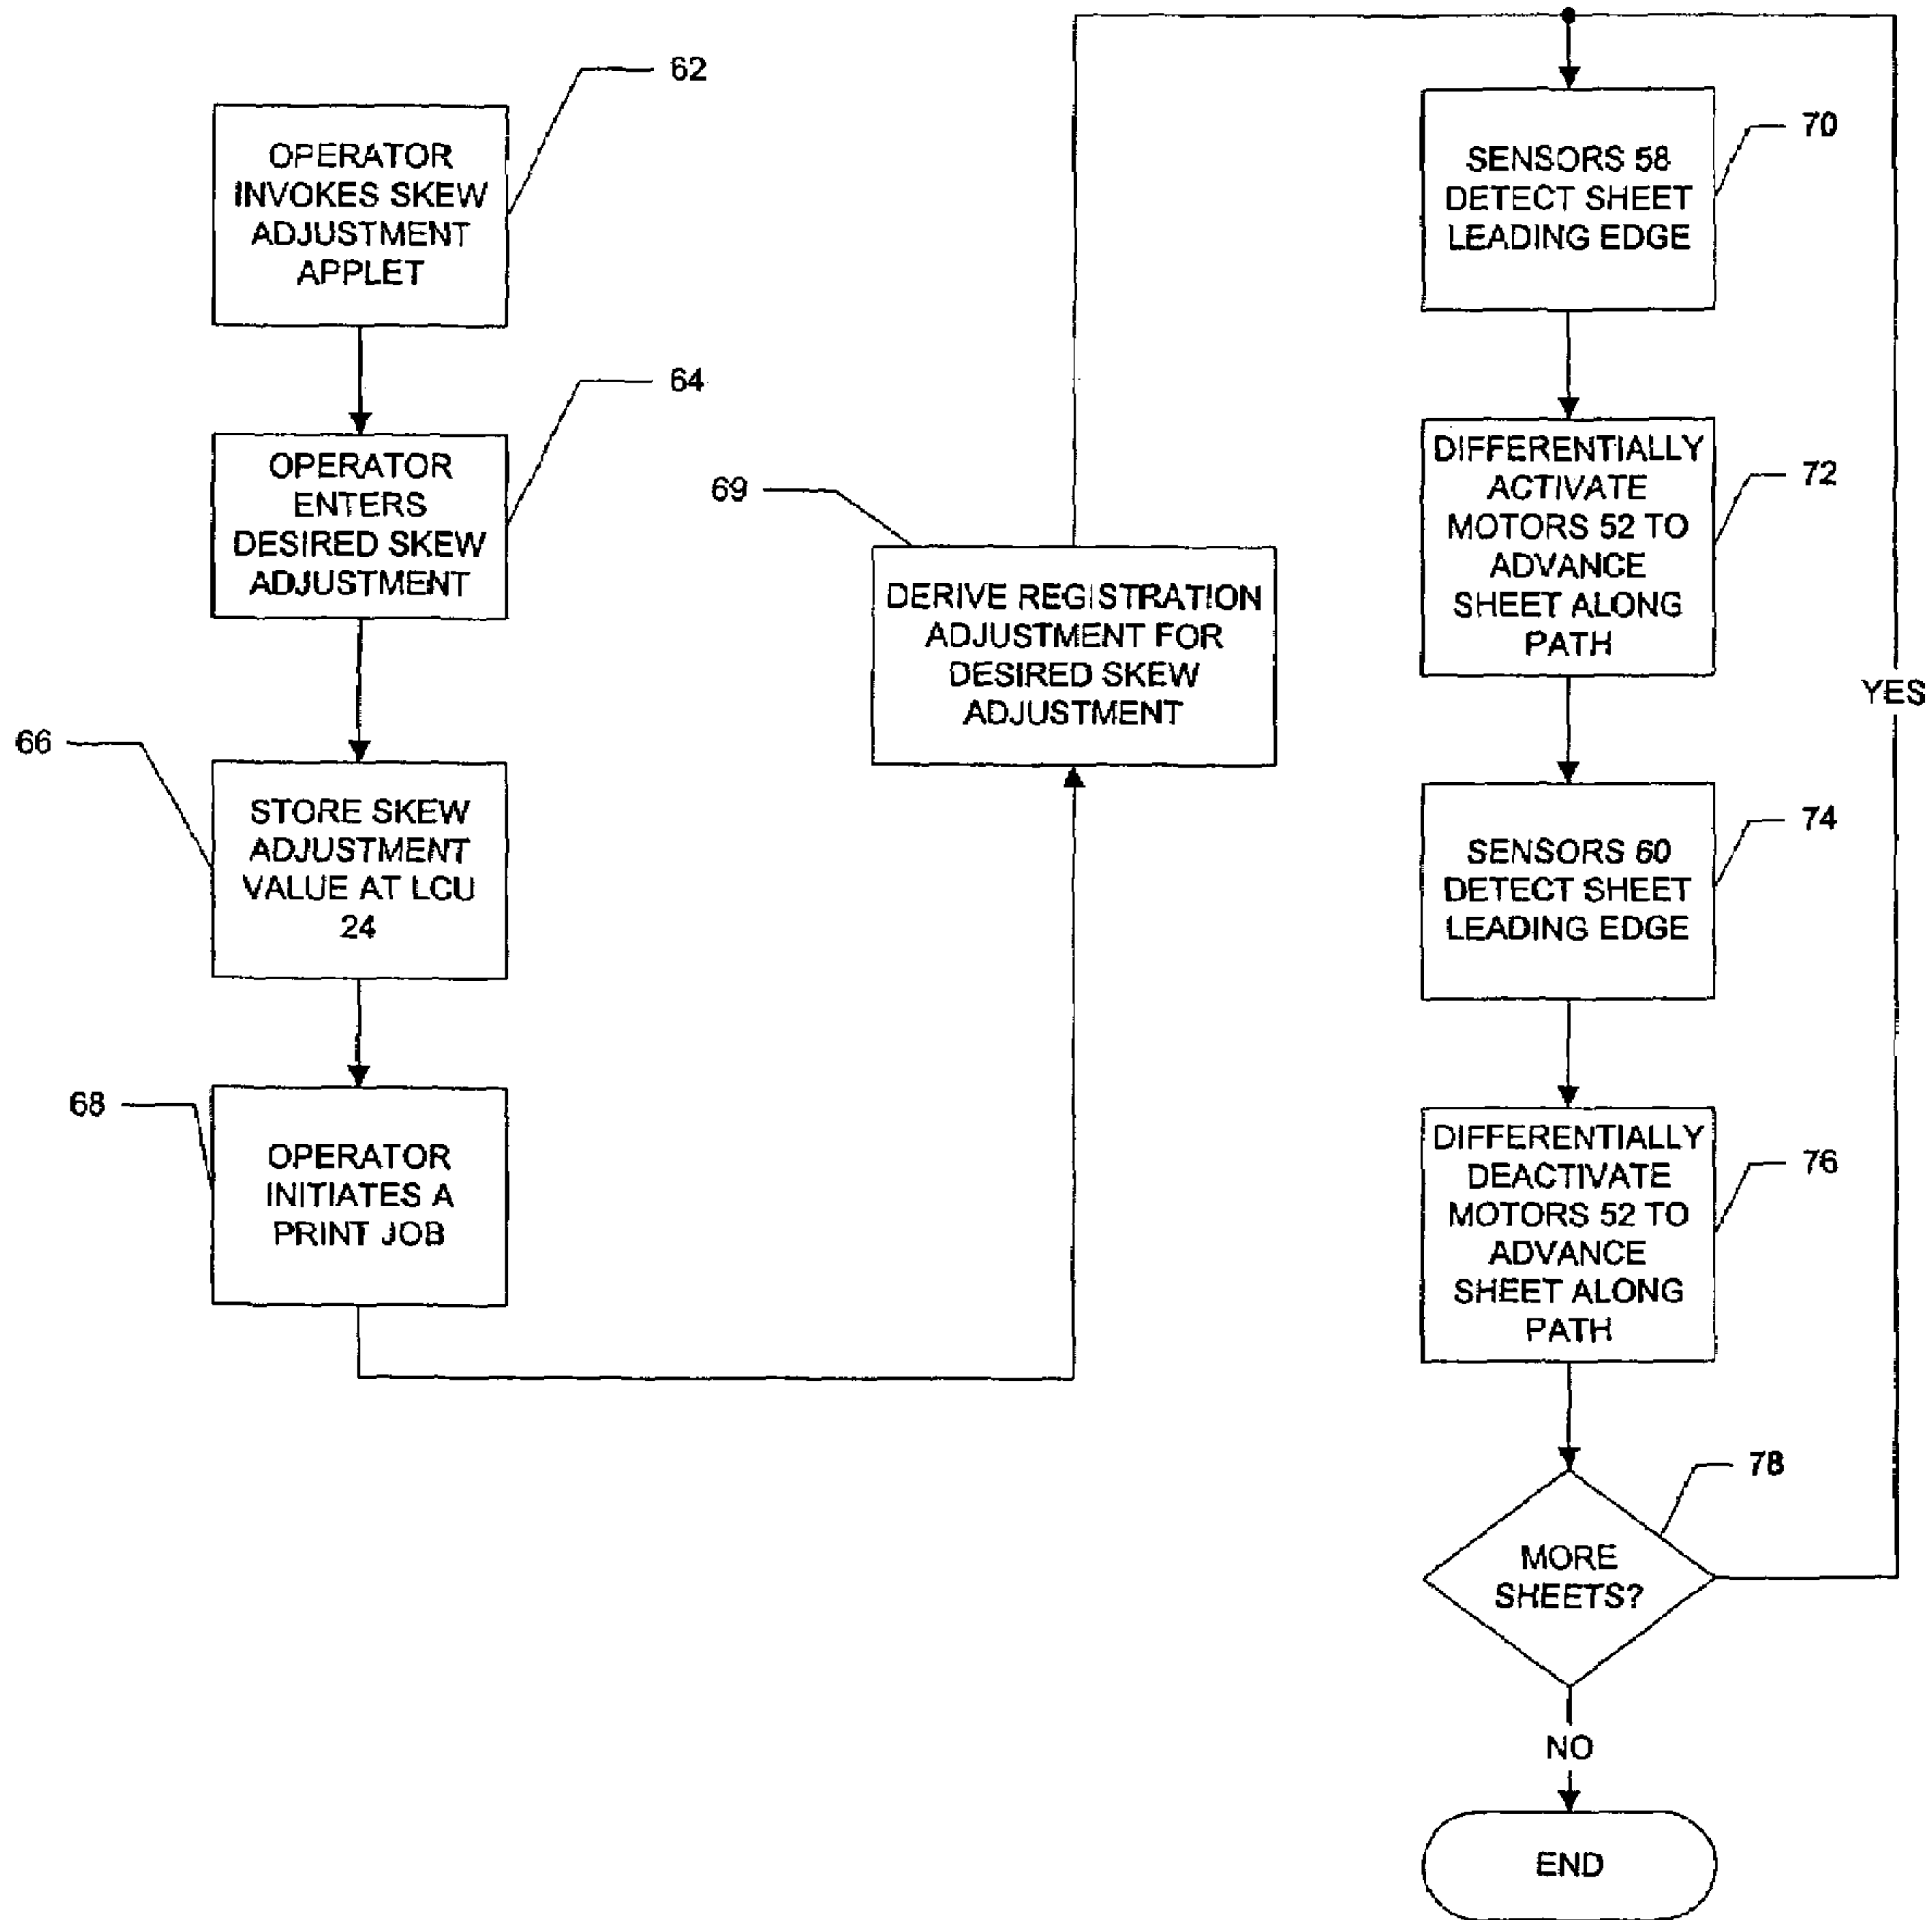 62
OPERATOR
INVOKES SKEW
ADJUSTMENT
APPLET
64
OPERATOR
ENTERS
DESIRED SKEW
ADJUSTMENT
66
STORE SKEW
ADJUSTMENT
VALUE AT LCU
24
68
OPERATOR
INITIATES A
PRINT JOB
69
DERIVE REGISTRATION
ADJUSTMENT FOR
DESIRED SKEW
ADJUSTMENT
70
SENSORS 58
DETECT SHEET
LEADING EDGE
72
DIFFERENTIALLY
ACTIVATE
MOTORS 52 TO
ADVANCE
SHEET ALONG
PATH
YES
74
SENSORS 60
DETECT SHEET
LEADING EDGE
76
DIFFERENTIALLY
DEACTIVATE
MOTORS 52 TO
ADVANCE
SHEET ALONG
PATH
78
MORE
SHEETS?
NO
END